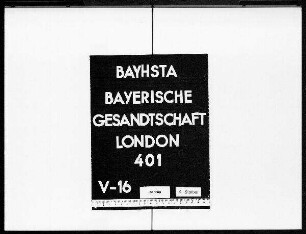 BAYHSTA
BAYERISCHE
GESANDTSCHAFT
LONDON
401
V-16